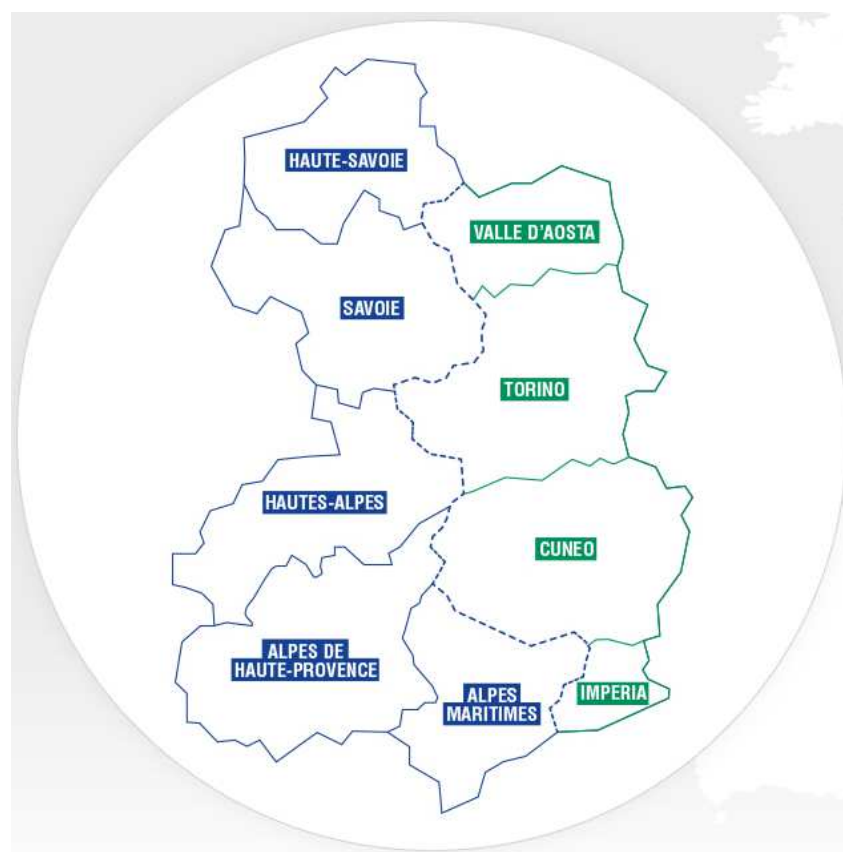 HAUTE-SAVOIE
VALLE D'AOSTA
SAVOIE
TORINO
HAUTES-ALPES
CUNEO
ALPES DE
HAUTE-PROVENCE
ALPES
MARITIMES
IMPERIA